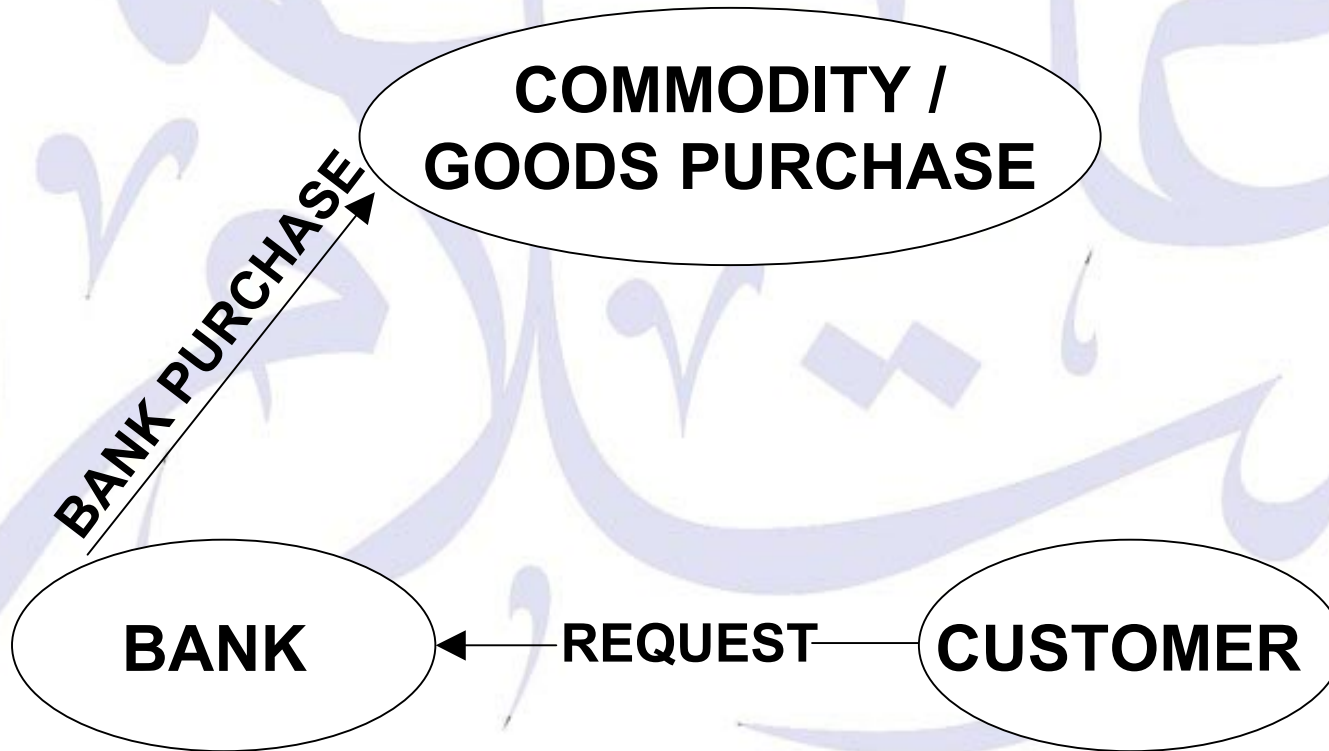 COMMODITY /
GOODS PURCHASE
BANK PURCHASE
BANK
REQUEST
CUSTOMER